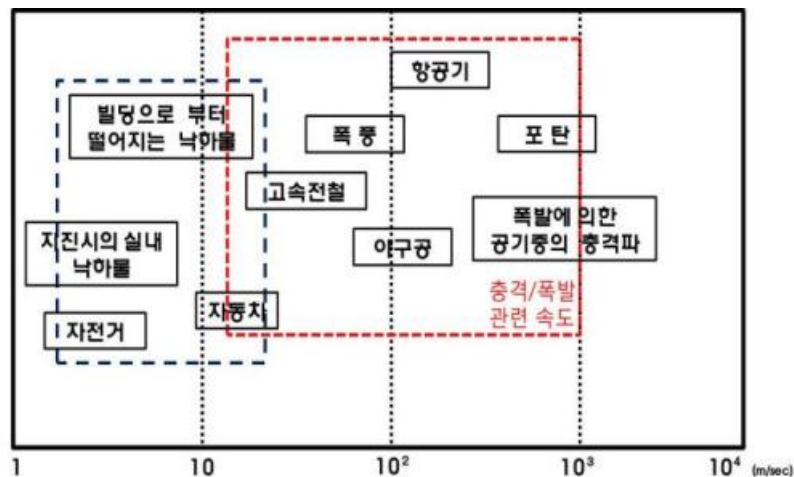 항공기
빌딩으로 부터
떨어지는 낙하물
폭 풍
포 탄
고속전철
지진시의 실내
낙하물
야구공
폭발에 의한
공기중의 충격파
자동차
자전거
충격/폭발
관련 속도
1 10 10² 10³ 10⁴ (m/sec)